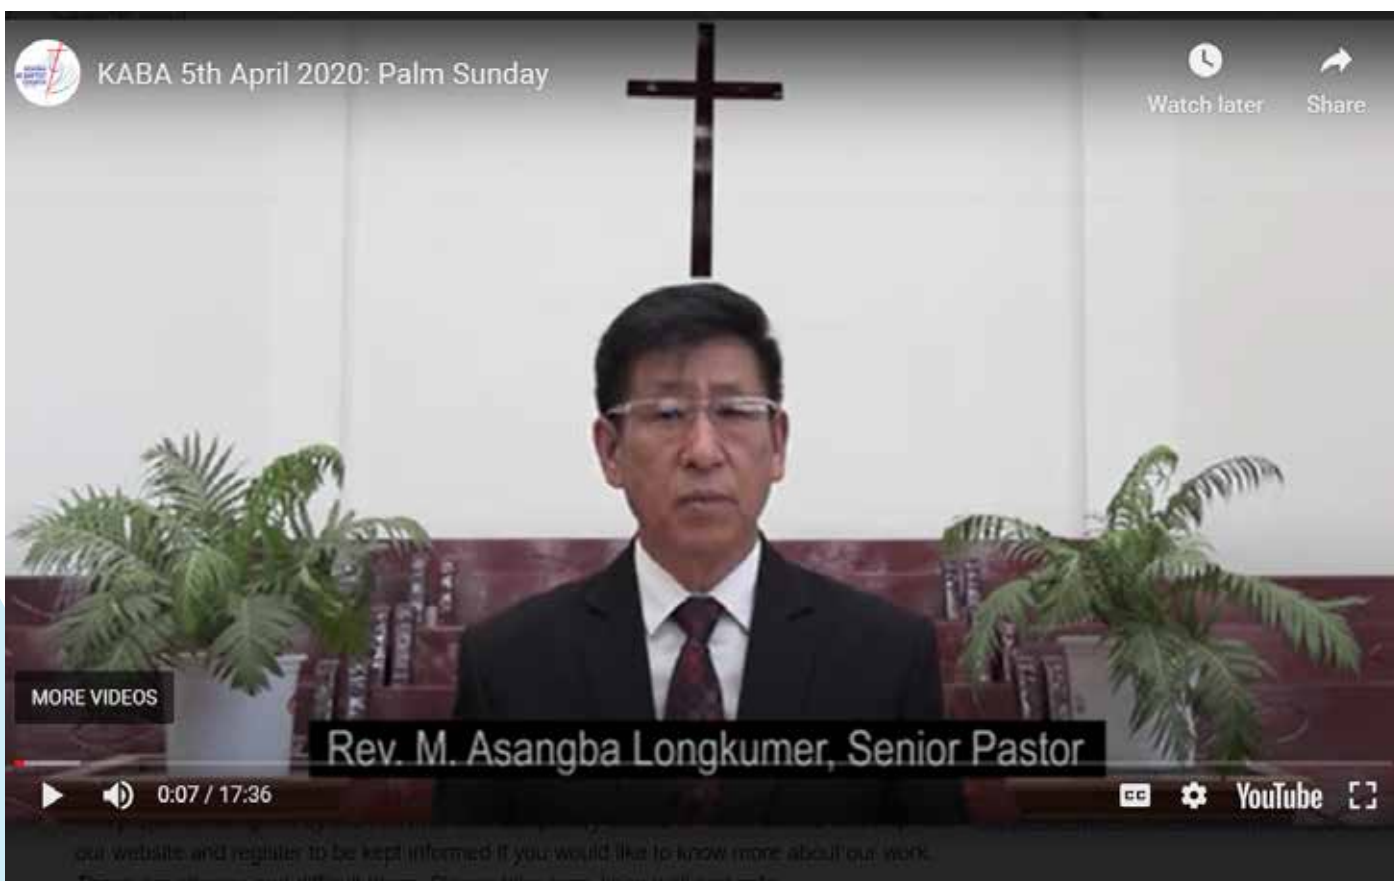 KABA 5th April 2020: Palm Sunday
Watch later
Share
MORE VIDEOS
Rev. M. Asangba Longkumer, Senior Pastor
0:07 / 17:36
CC
YouTube
our website and register to be kept informed if you would like to know more about our work.